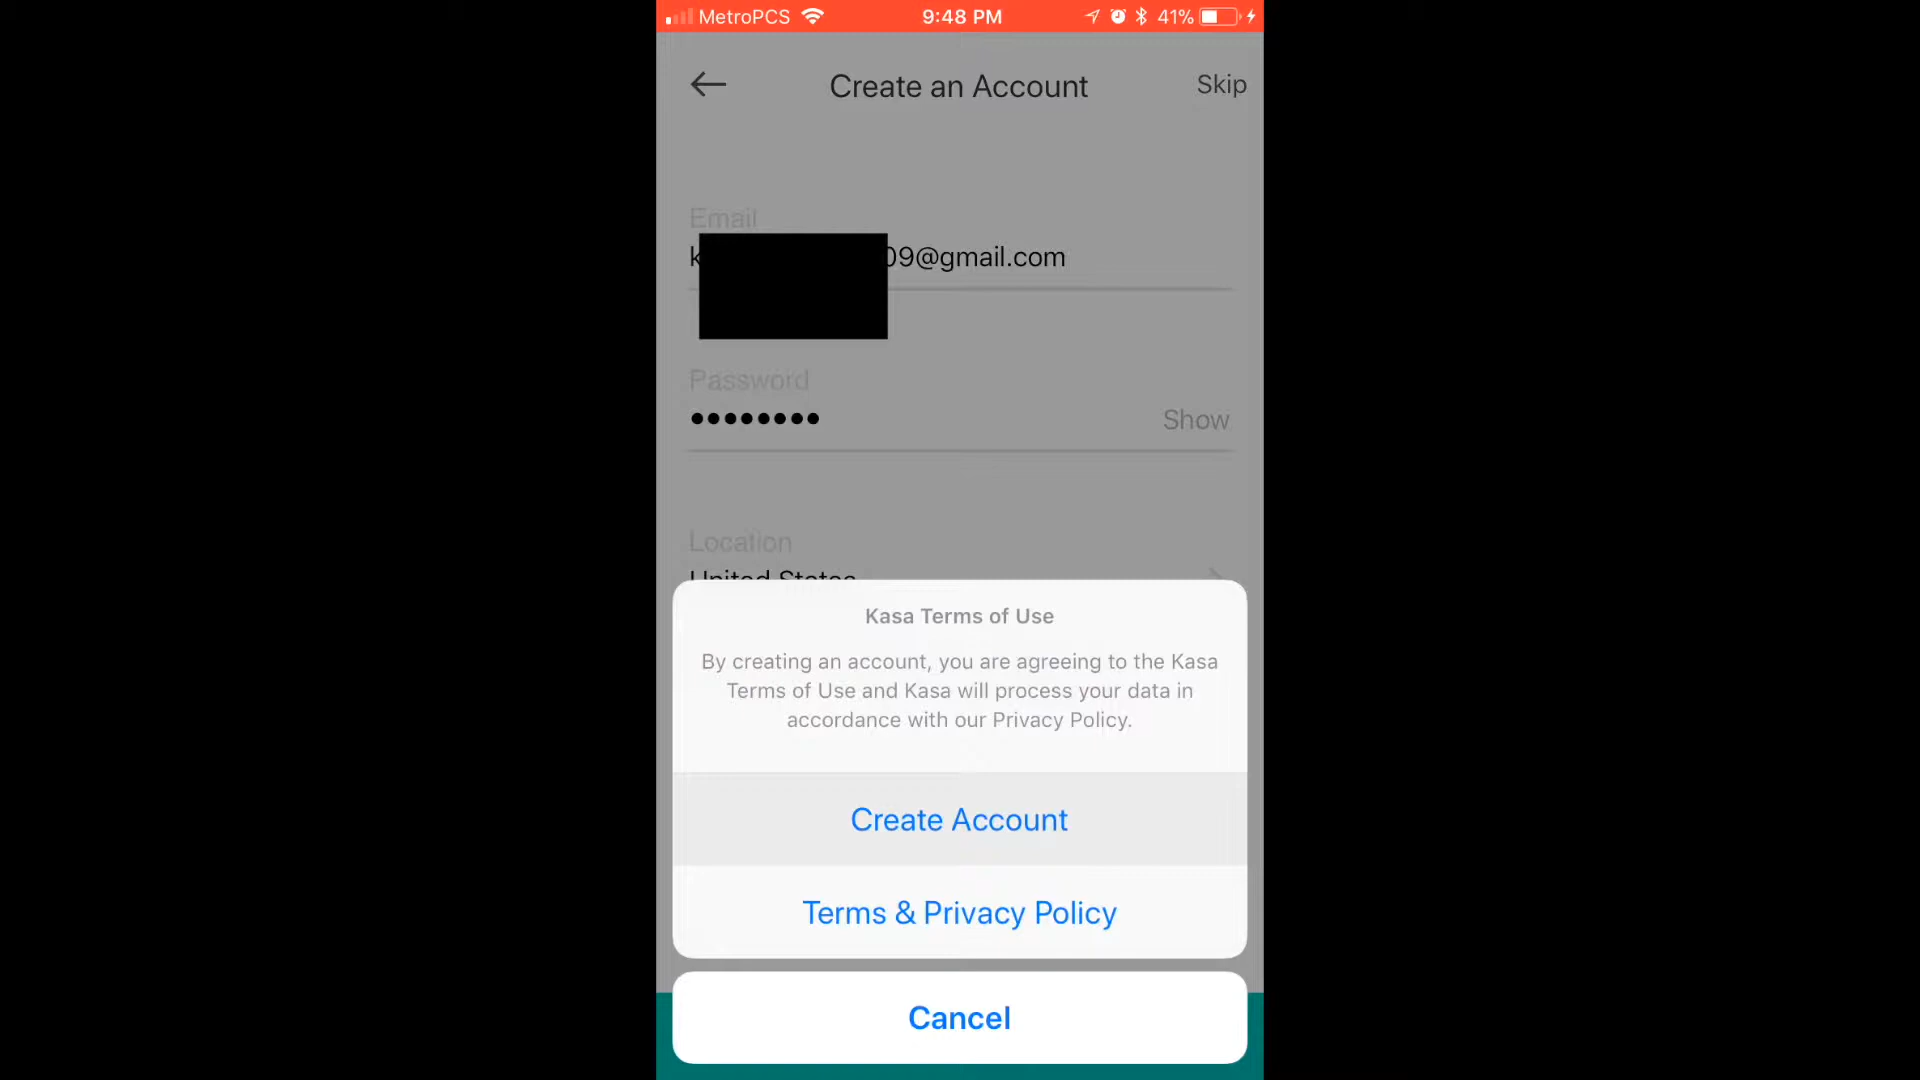 MetroPCS 9:48 PM 41%
Create an Account Skip
Email
k 09@gmail.com
Password
Show
Location
United States
Kasa Terms of Use
By creating an account, you are agreeing to the Kasa
Terms of Use and Kasa will process your data in
accordance with our Privacy Policy.
Create Account
Terms & Privacy Policy
Cancel